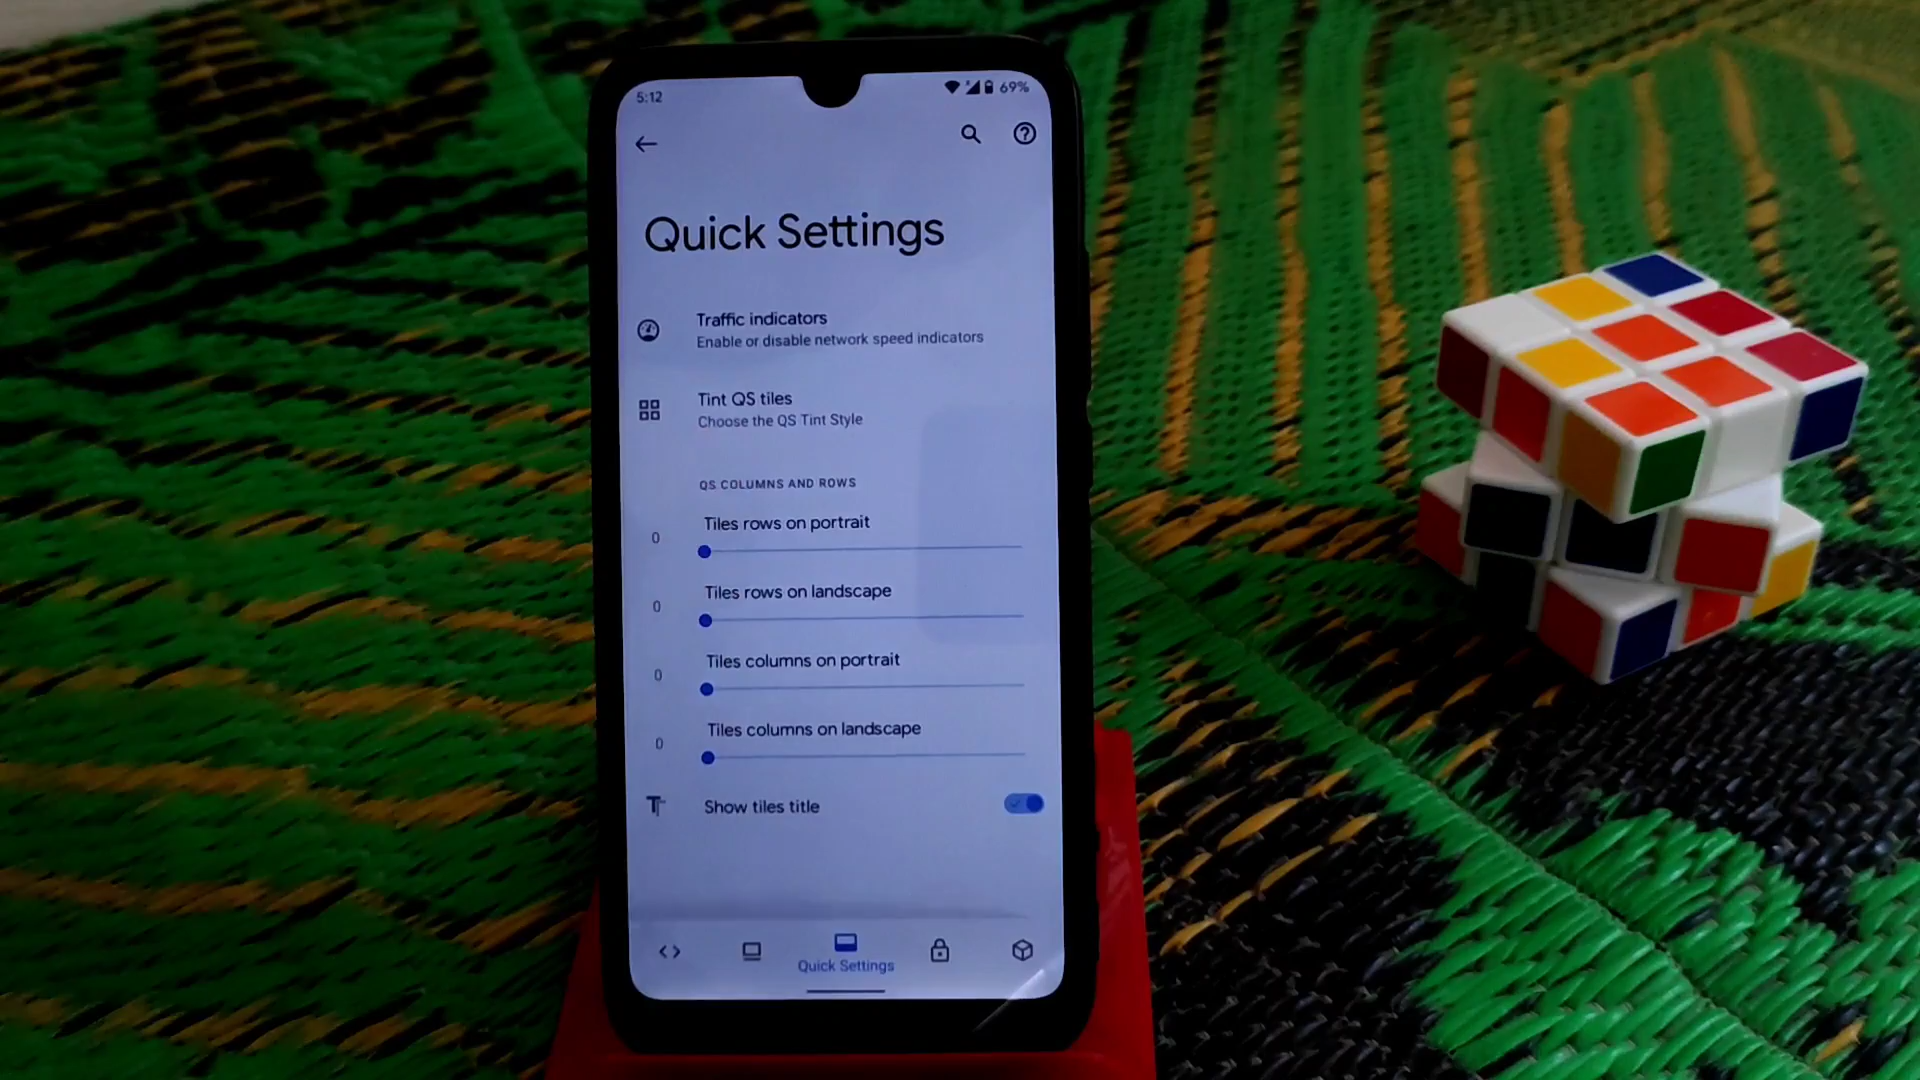 5:12
69%
Quick Settings
Traffic indicators
Enable or disable network speed indicators
Tint QS tiles
Choose the QS Tint Style
QS COLUMNS AND ROWS
Tiles rows on portrait
0
Tiles rows on landscape
0
Tiles columns on portrait
0
Tiles columns on landscape
0
Show tiles title
Quick Settings